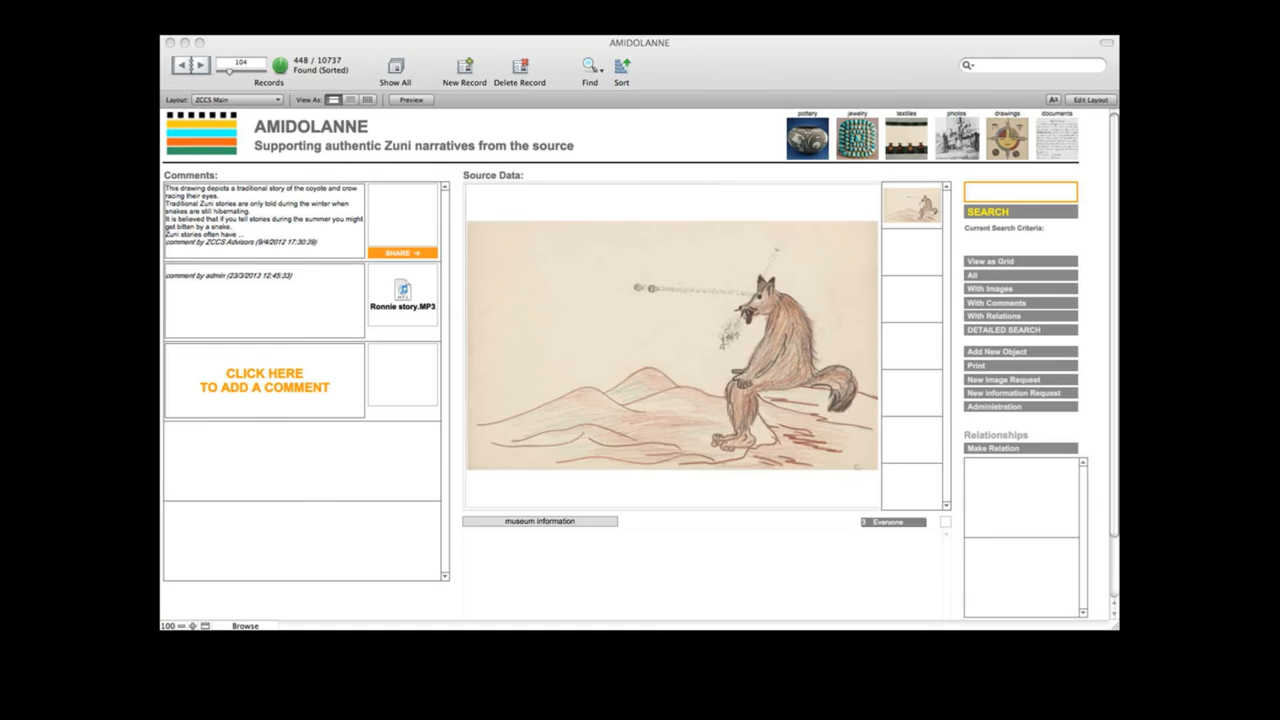 AMIDOLANNE
104
448 / 10737
Found (Sorted)
Records
Show All
New Record
Delete Record
Find
Sort
Layout: ZCCS Main
View As:
Preview
Aa
Edit Layout
AMIDOLANNE
Supporting authentic Zuni narratives from the source
pottery
jewelry
textiles
photos
drawings
documents
Comments:
This drawing depicts a traditional story of the coyote and crow
racing their eyes.
Traditional Zuni stories are only told during the winter when
snakes are still hibernating.
It is believed that if you tell stories during the summer you might
get bitten by a snake.
Zuni stories often have ...
comment by ZCCS Advisors (9/4/2012 17:30:39)
SHARE →
comment by admin (23/3/2013 12:45:33)
MP3
Ronnie story.MP3
CLICK HERE
TO ADD A COMMENT
Source Data:
museum information
3 Everyone
SEARCH
Current Search Criteria:
View as Grid
All
With Images
With Comments
With Relations
DETAILED SEARCH
Add New Object
Print
New Image Request
New information Request
Administration
Relationships
Make Relation
100
Browse